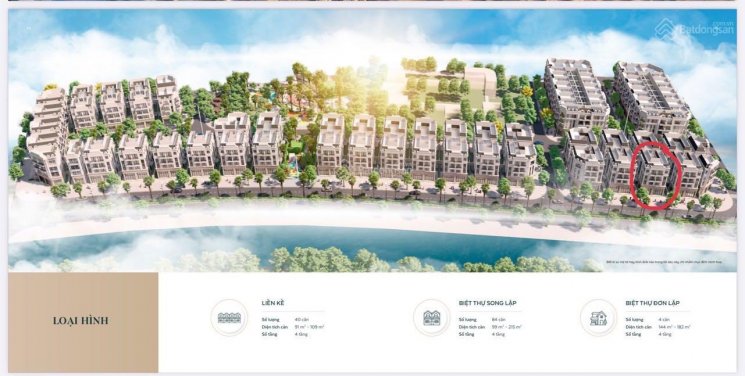 .com.vn
Batdongsan
LOẠI HÌNH
LIỀN KỀ
Số lượng 40 căn
Diện tích căn 91 m² - 109 m²
Số tầng 4 tầng
BIỆT THỰ SONG LẬP
Số lượng 84 căn
Diện tích căn 99 m² - 215 m²
Số tầng 4 tầng
BIỆT THỰ ĐƠN LẬP
Số lượng 4 căn
Diện tích căn 144 m² - 182 m²
Số tầng 4 tầng